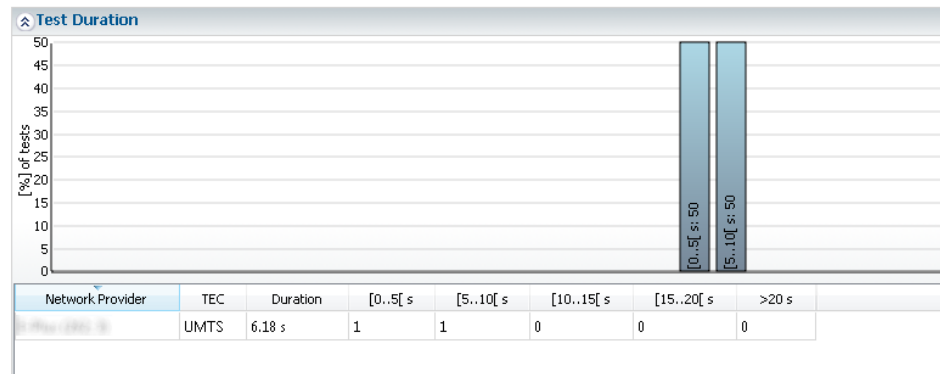 Test Duration
50
45
40
35
30
25
20
15
10
5
0
[%] of tests
[0..5[ s: 50
[5..10[ s: 50
Network Provider TEC Duration [0..5[ s [5..10[ s [10..15[ s [15..20[ s >20 s
UMTS 6.18 s 1 1 0 0 0